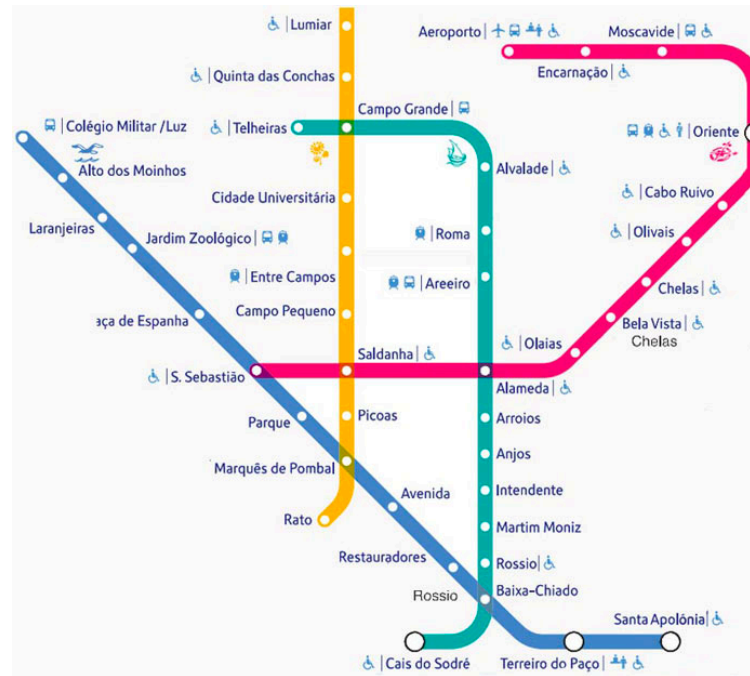 Lumiar
Aeroporto
Moscavide
Quinta das Conchas
Encarnação
Campo Grande
Colégio Militar /Luz
Telheiras
Oriente
Alto dos Moinhos
Alvalade
Cidade Universitária
Cabo Ruivo
Laranjeiras
Jardim Zoológico
Roma
Olivais
Entre Campos
Areeiro
Chelas
aça de Espanha
Campo Pequeno
Bela Vista
Chelas
Saldanha
Olaias
S. Sebastião
Alameda
Parque
Picoas
Arroios
Anjos
Marquês de Pombal
Avenida
Intendente
Rato
Martim Moniz
Restauradores
Rossio
Rossio
Baixa-Chiado
Santa Apolónia
Cais do Sodré
Terreiro do Paço